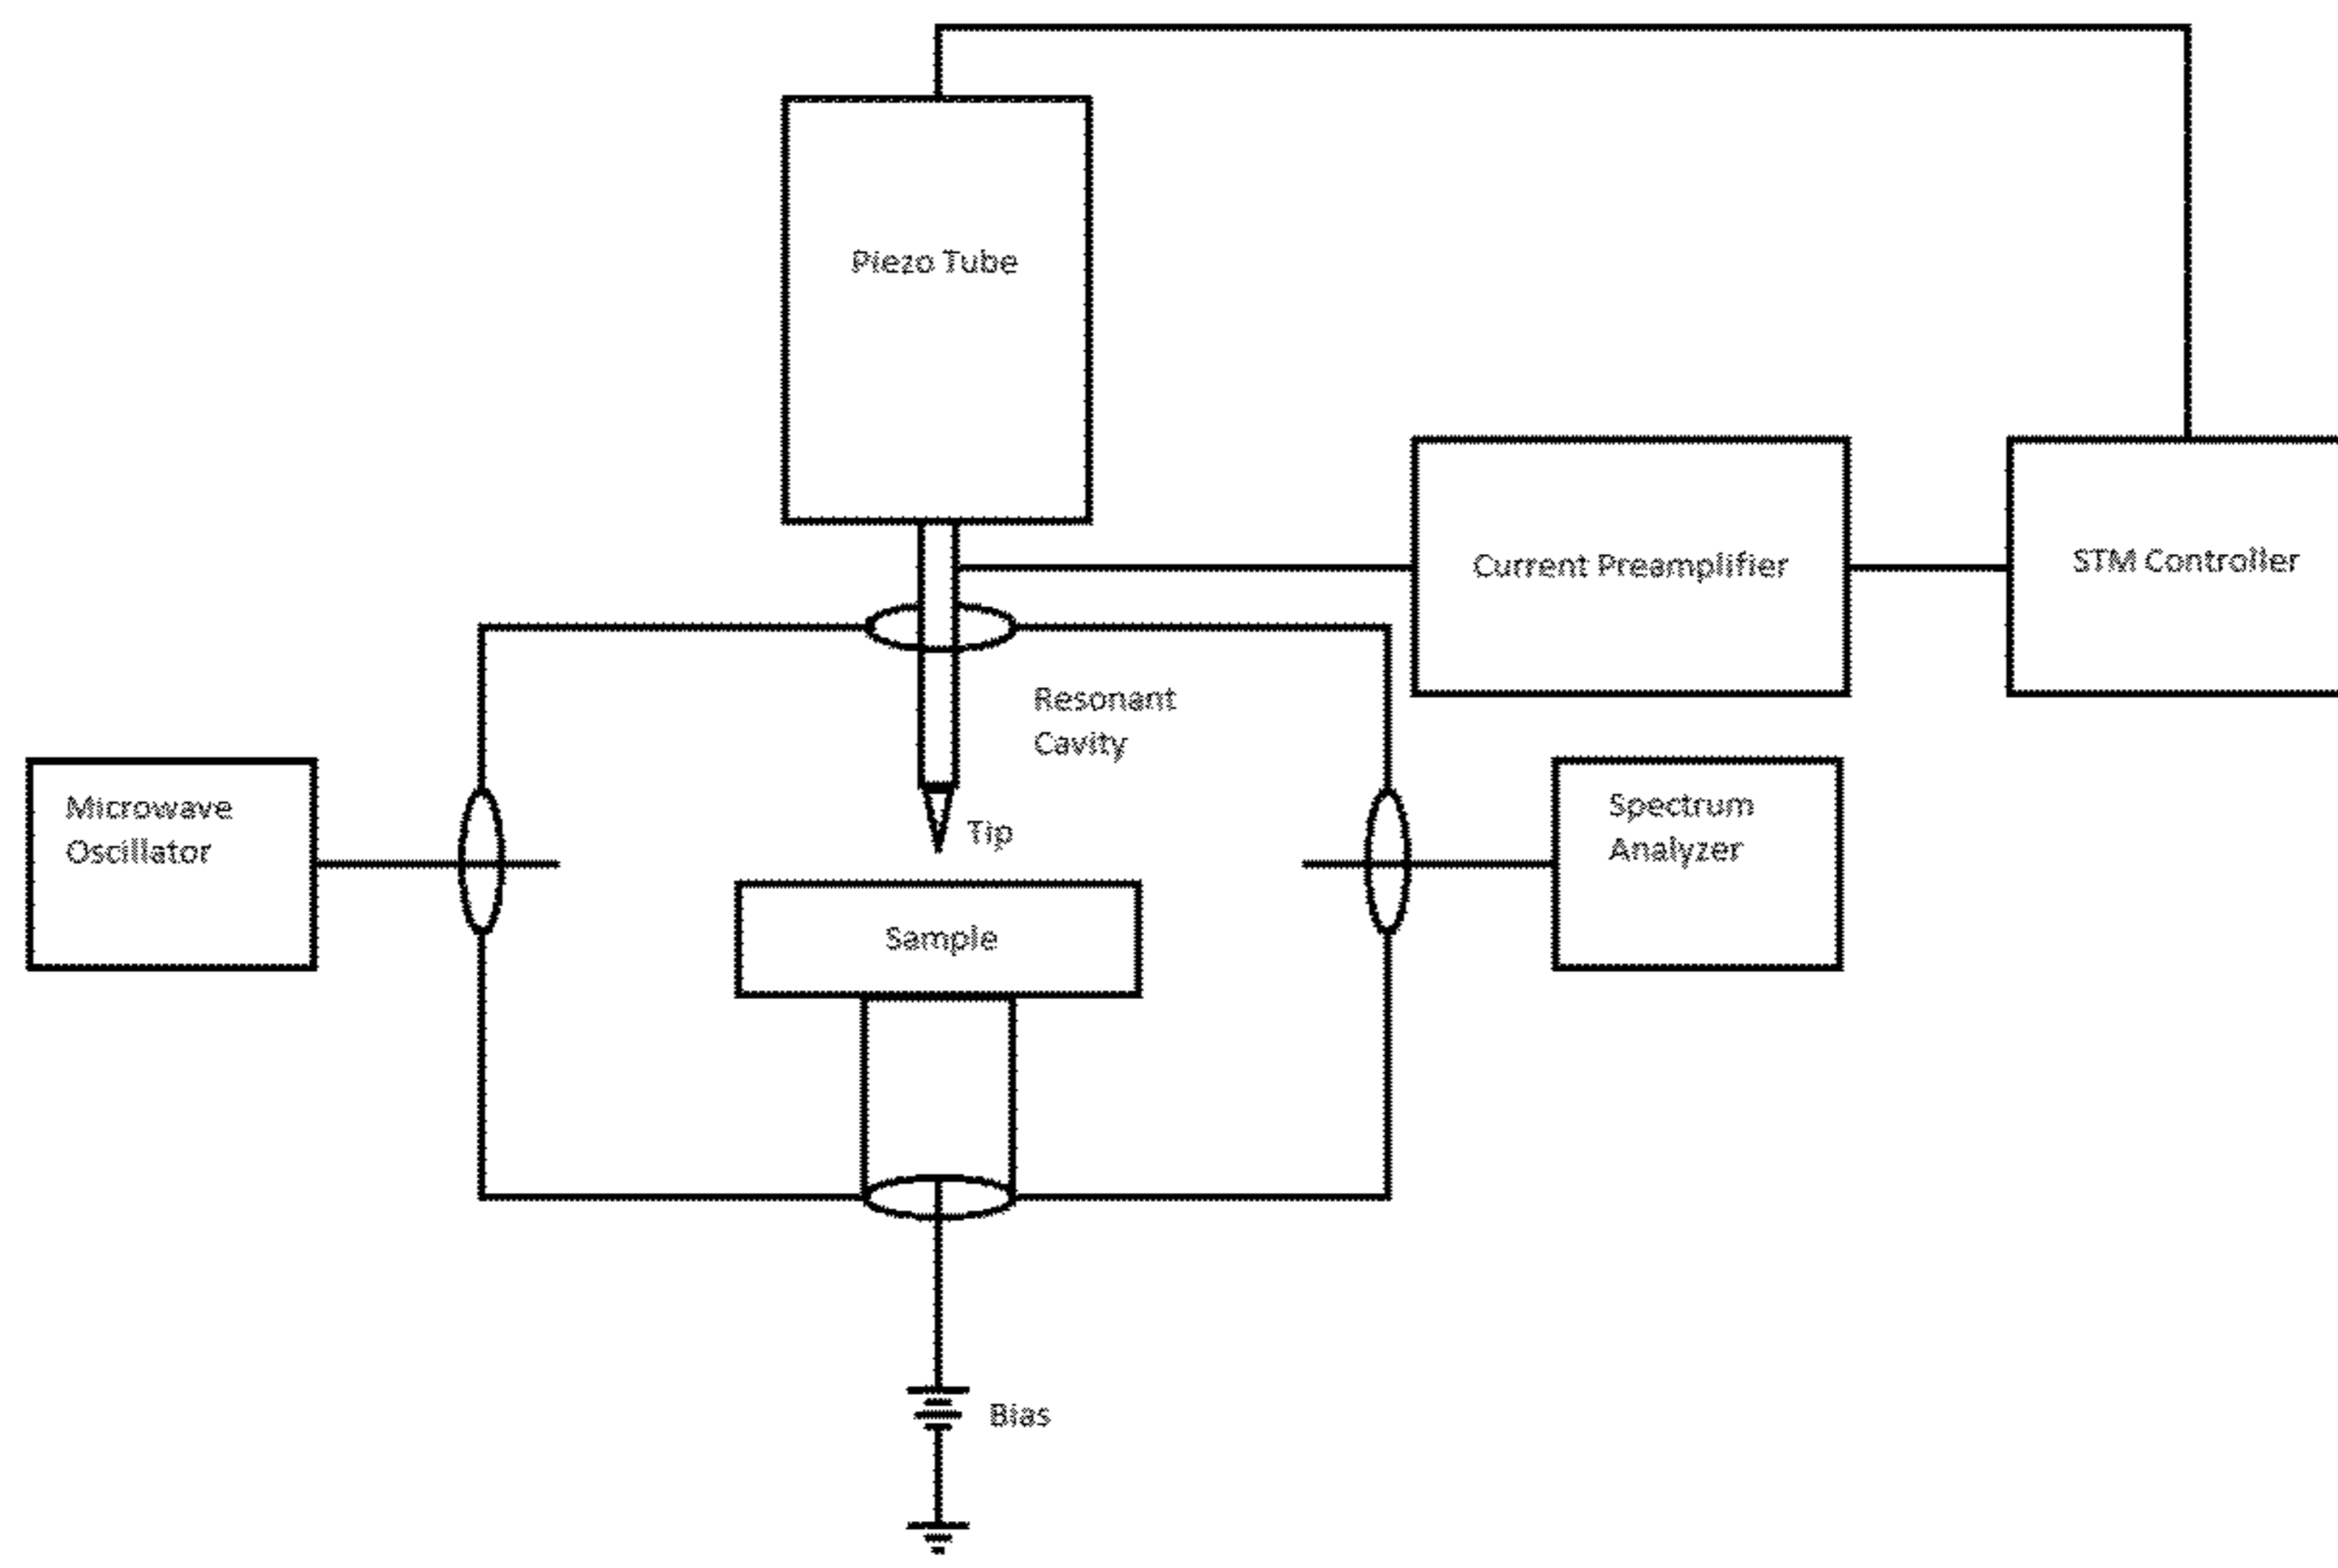 Piezo Tube
Current Preamplifier
STM Controller
Resonant
Cavity
Microwave
Oscillator
Tip
Spectrum
Analyzer
Sample
Bias